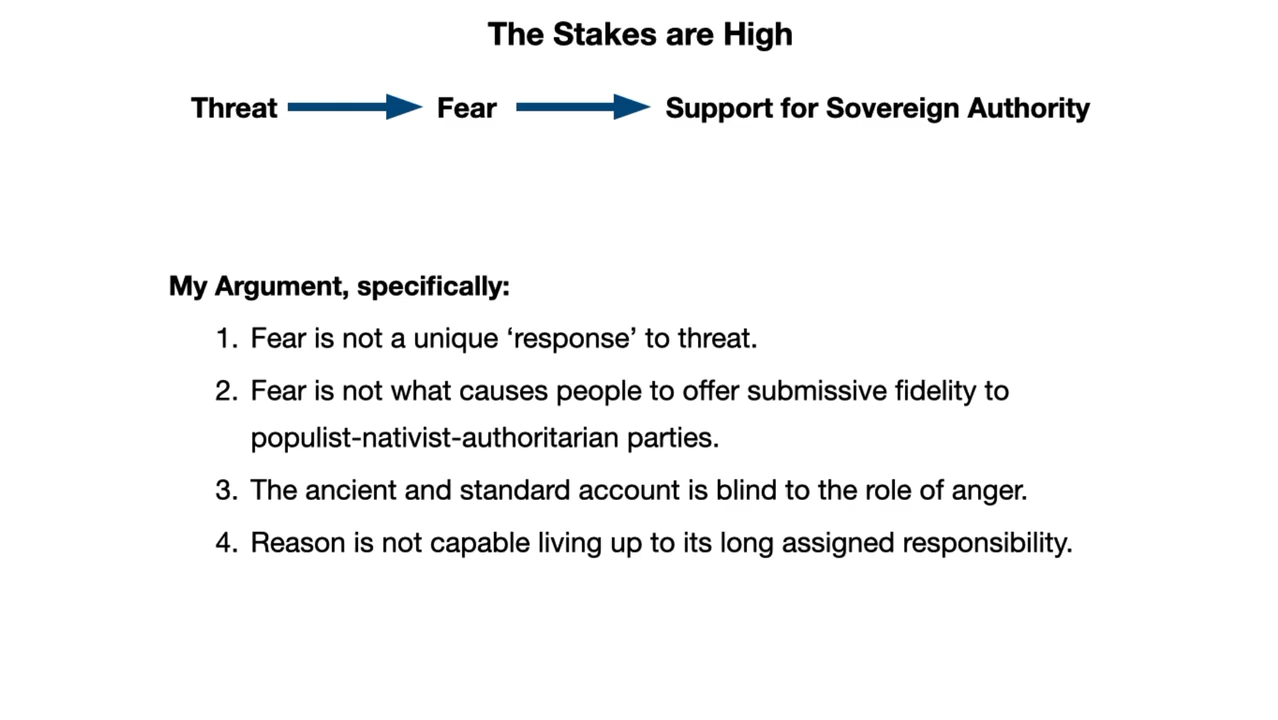 The Stakes are High
Threat Fear Support for Sovereign Authority
My Argument, specifically:
1. Fear is not a unique ‘response’ to threat.
2. Fear is not what causes people to offer submissive fidelity to
populist-nativist-authoritarian parties.
3. The ancient and standard account is blind to the role of anger.
4. Reason is not capable living up to its long assigned responsibility.